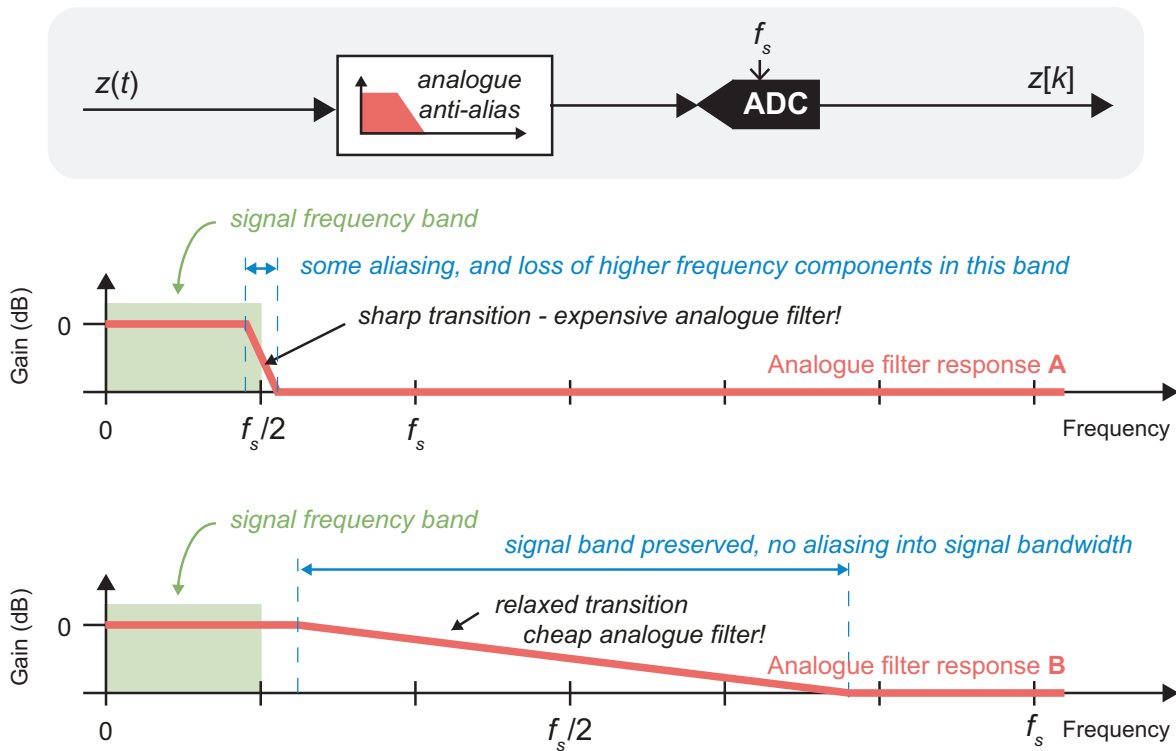 f_s
z(t)
analogue
anti-alias
ADC
z[k]
signal frequency band
some aliasing, and loss of higher frequency components in this band
Gain (dB)
0
sharp transition - expensive analogue filter!
Analogue filter response A
0
f_s/2
f_s
Frequency
signal frequency band
signal band preserved, no aliasing into signal bandwidth
Gain (dB)
0
relaxed transition
cheap analogue filter!
Analogue filter response B
0
f_s/2
f_s
Frequency